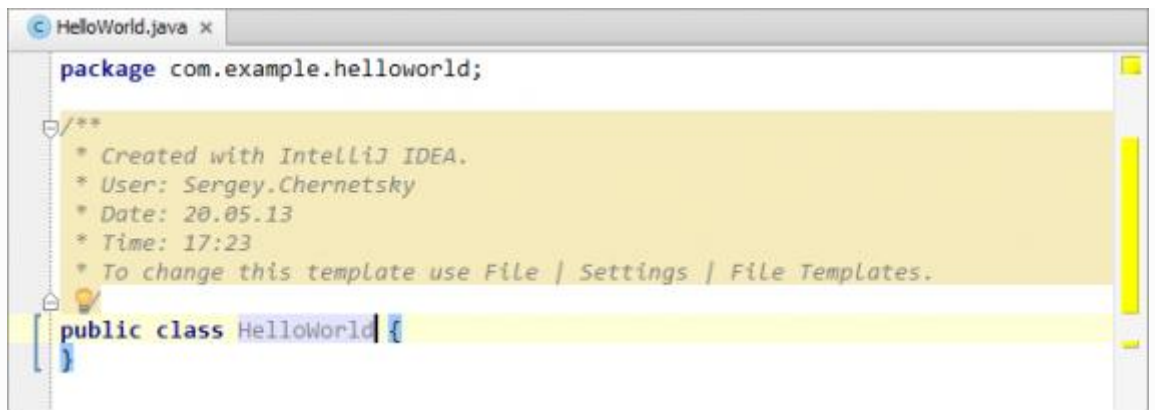 C HelloWorld.java ×
package com.example.helloworld;
/**
* Created with IntelliJ IDEA.
* User: Sergey.Chernetsky
* Date: 20.05.13
* Time: 17:23
* To change this template use File | Settings | File Templates.
/
public class HelloWorld {
}